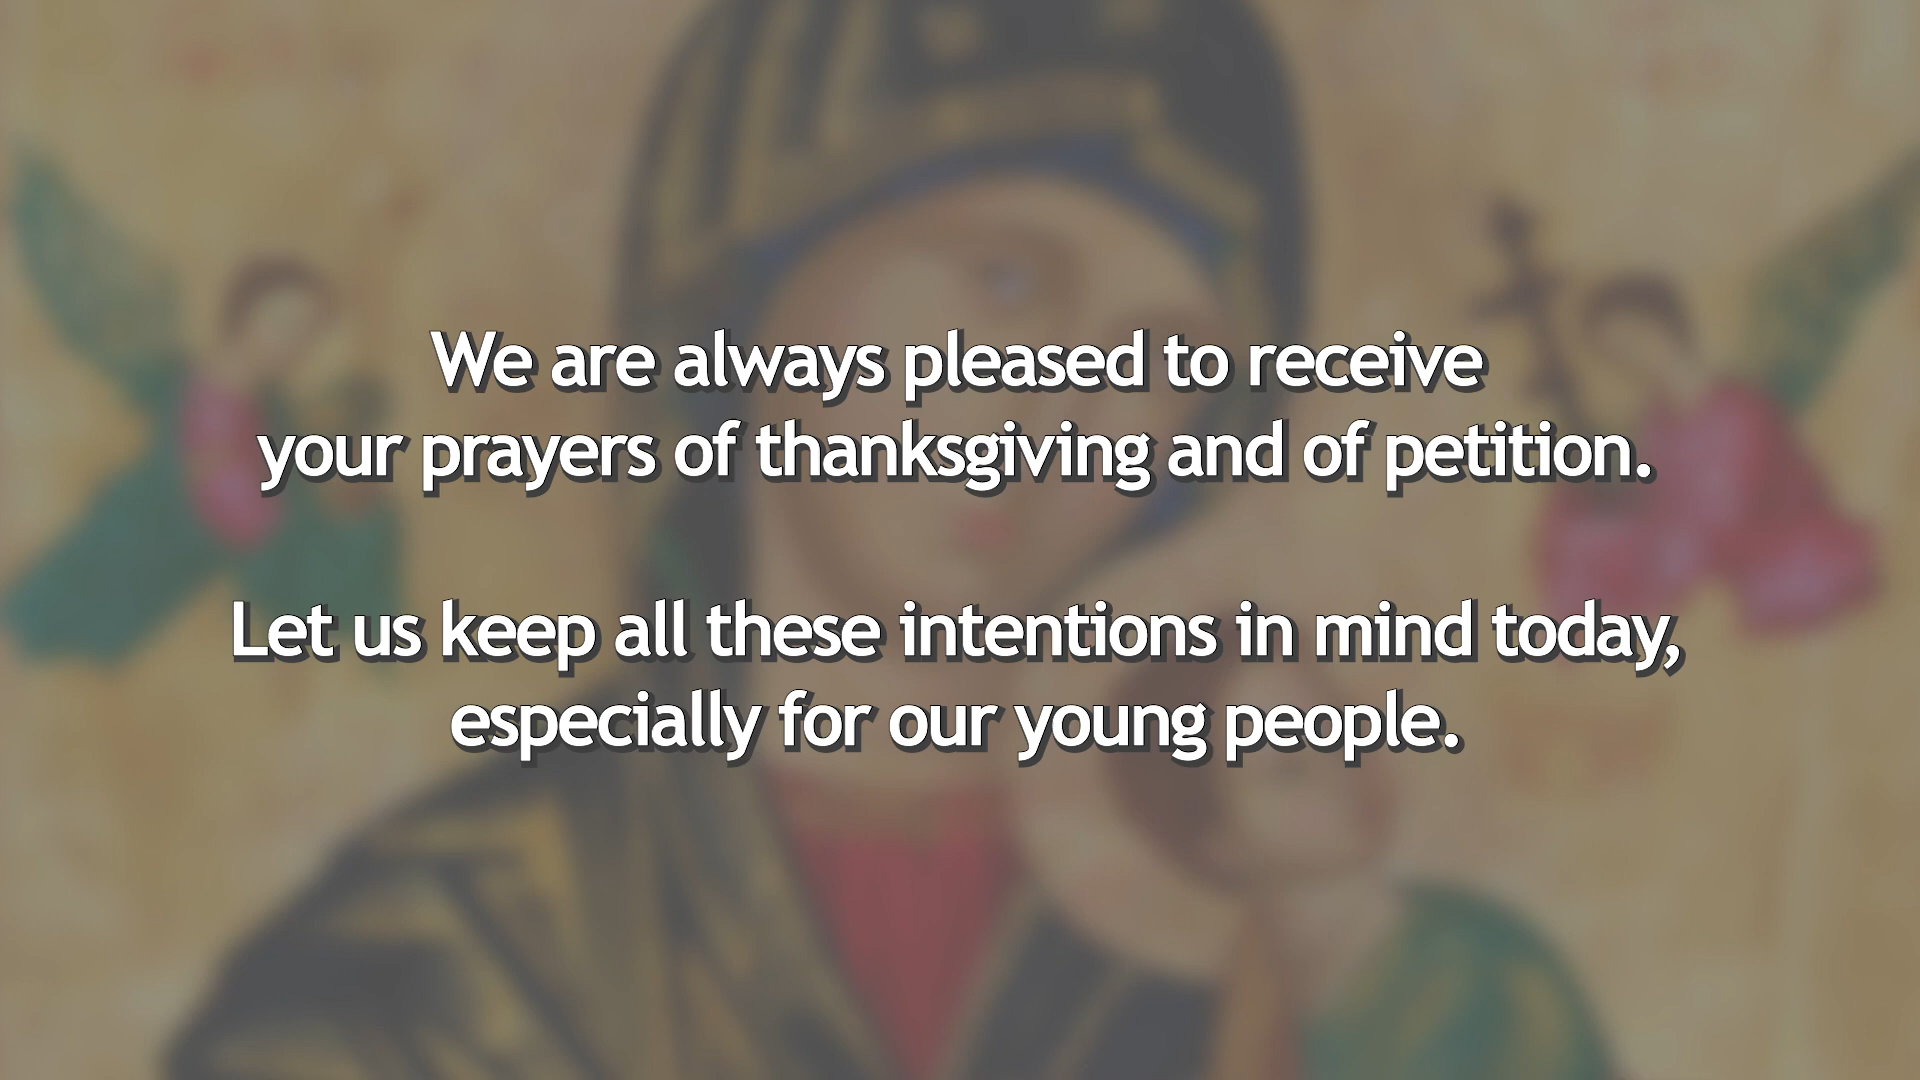 We are always pleased to receive
your prayers of thanksgiving and of petition.
Let us keep all these intentions in mind today,
especially for our young people.